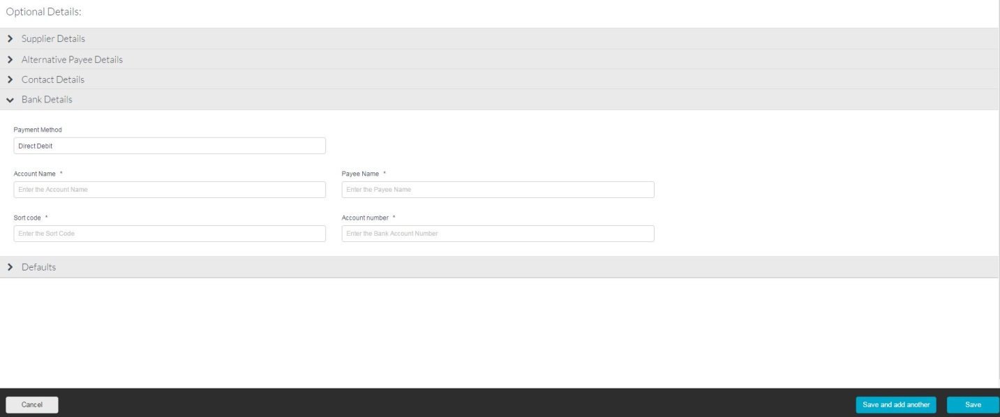 Optional Details:
Supplier Details
Alternative Payee Details
Contact Details
Bank Details
Payment Method
Direct Debit
Account Name * Payee Name *
Enter the Account Name Enter the Payee Name
Sort code * Account number *
Enter the Sort Code Enter the Bank Account Number
Defaults
Cancel Save and add another Save